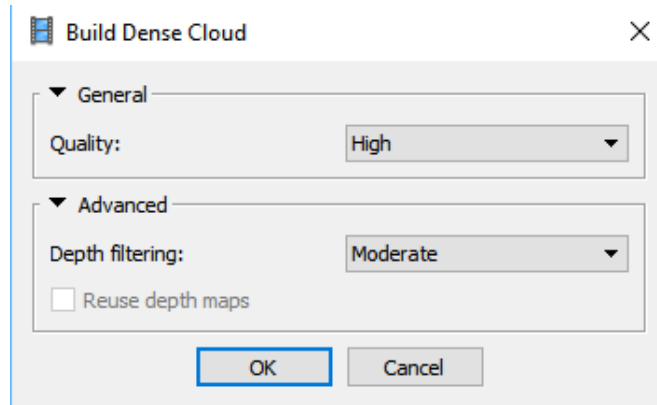 Build Dense Cloud
General
Quality: High
Advanced
Depth filtering: Moderate
Reuse depth maps
OK Cancel